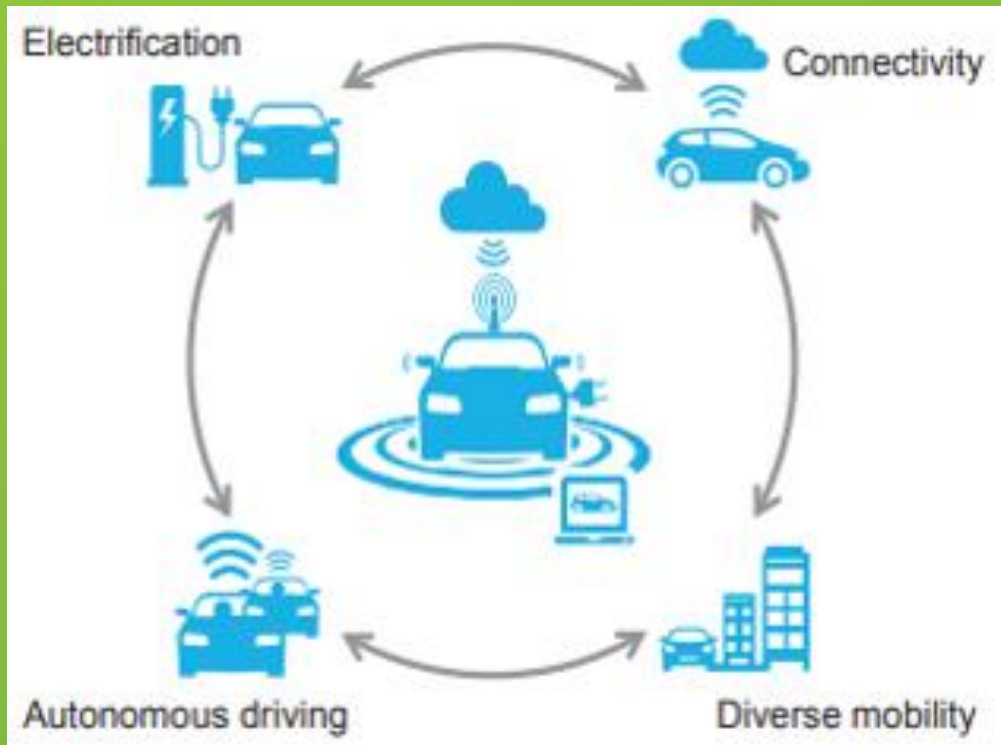 Electrification
Connectivity
Autonomous driving
Diverse mobility